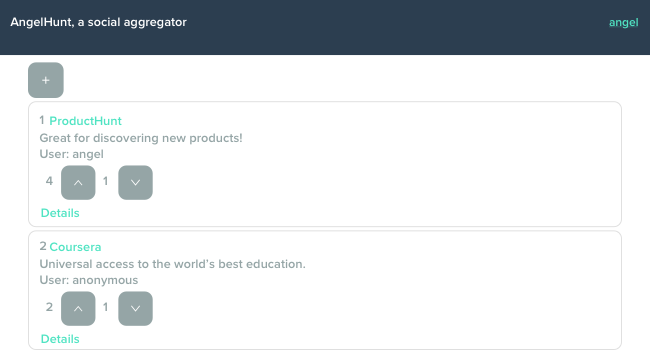 AngelHunt, a social aggregator
angel
+
1 ProductHunt
Great for discovering new products!
User: angel
4 1
Details
2 Coursera
Universal access to the world's best education.
User: anonymous
2 1
Details